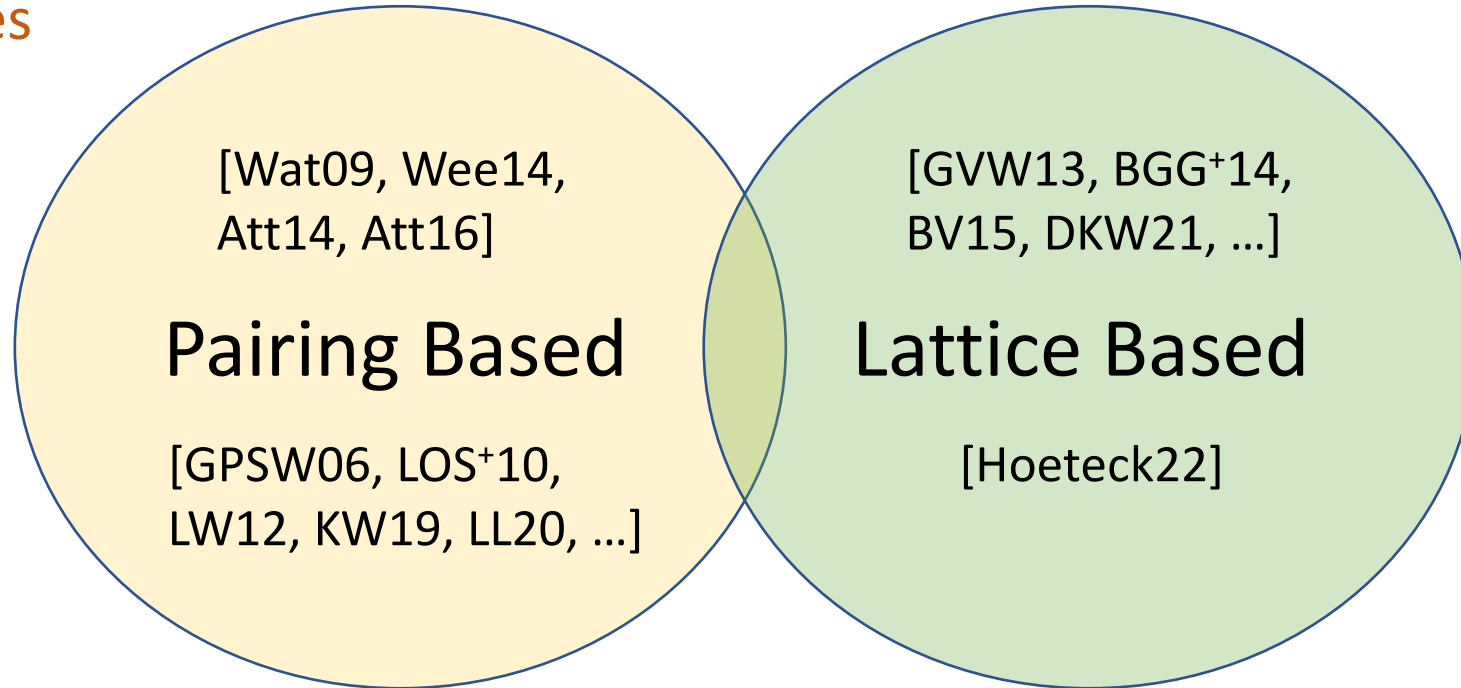 es
[Wat09, Wee14,
Att14, Att16]
[GVW13, BGG⁺14,
BV15, DKW21, …]
Pairing Based
Lattice Based
[GPSW06, LOS⁺10,
LW12, KW19, LL20, …]
[Hoeteck22]